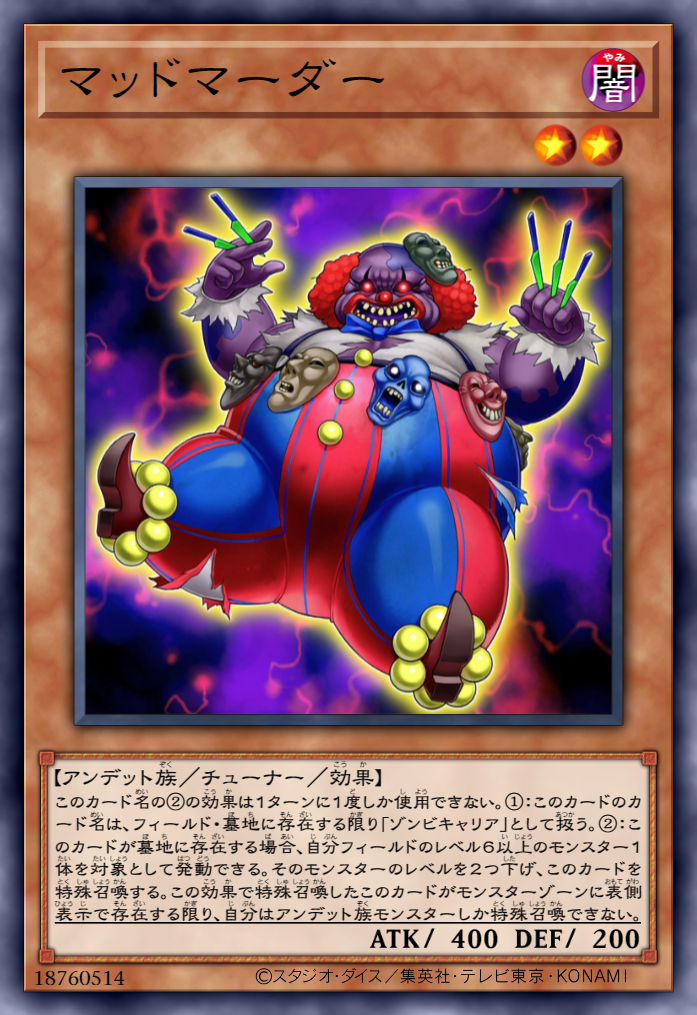 マッドマーダー
闇
【アンデット族／チューナー／効果】
このカード名の②の効果は1ターンに1度しか使用できない。①：このカードのカ
ード名は、フィールド・墓地に存在する限り「ゾンビキャリア」として扱う。②：こ
のカードが墓地に存在する場合、自分フィールドのレベル6以上のモンスター1
体を対象として発動できる。そのモンスターのレベルを2つ下げ、このカードを
特殊召喚する。この効果で特殊召喚したこのカードがモンスターゾーンに表側
表示で存在する限り、自分はアンデット族モンスターしか特殊召喚できない。
ATK/ 400 DEF/ 200
18760514 ©スタジオ・ダイス／集英社・テレビ東京・KONAMI